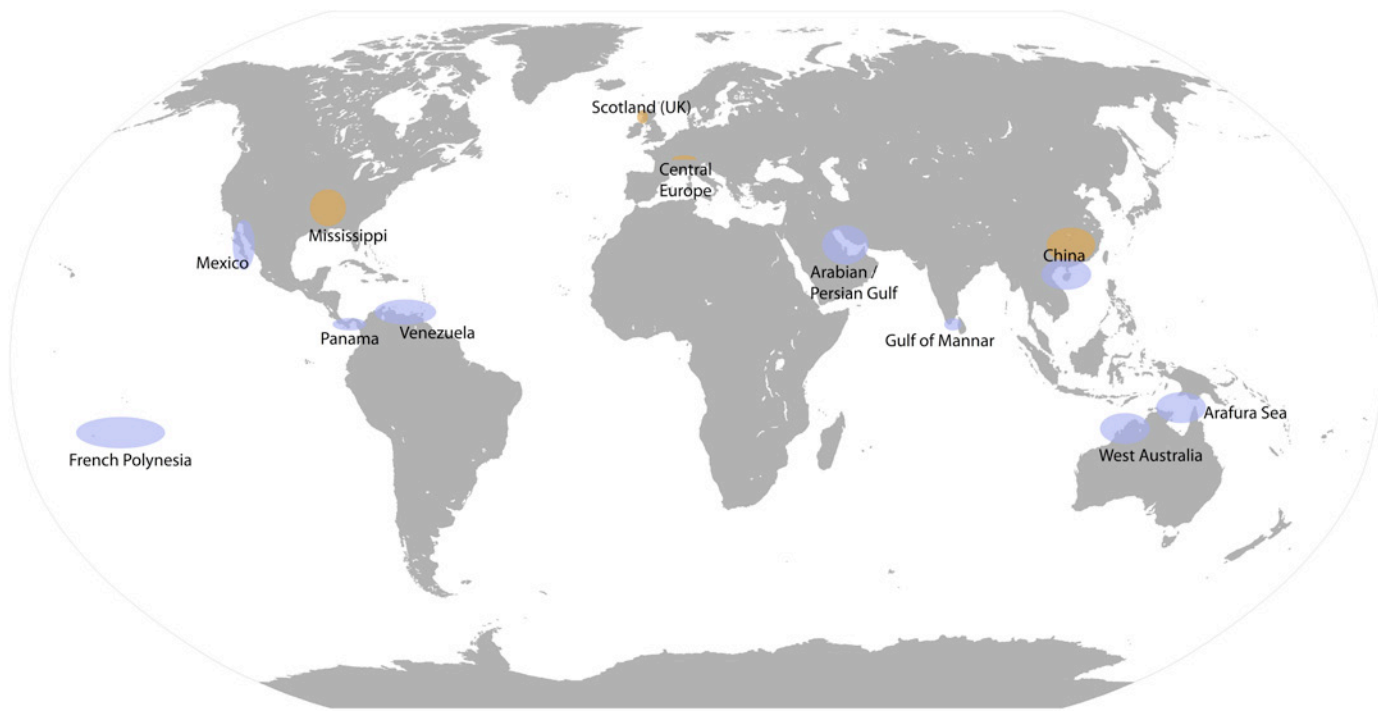 Scotland (UK)
Central
Europe
Mississippi
China
Mexico
Arabian /
Persian Gulf
Panama
Venezuela
Gulf of Mannar
Arafura Sea
West Australia
French Polynesia